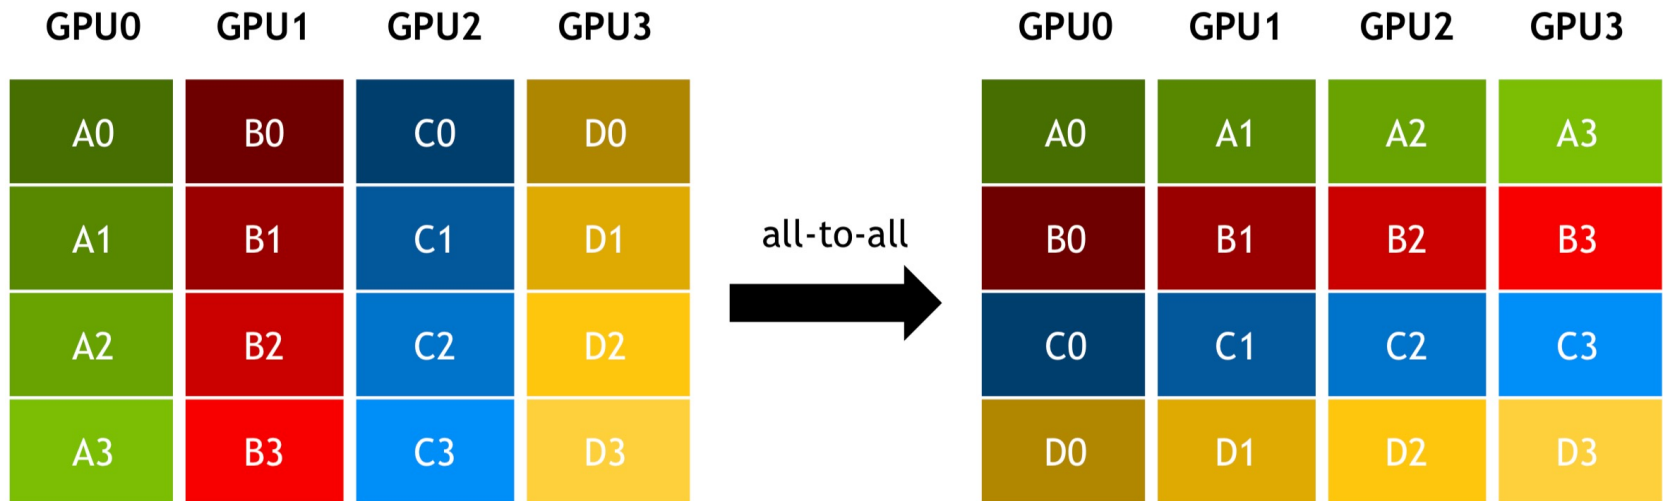 GPU0 GPU1 GPU2 GPU3 GPU0 GPU1 GPU2 GPU3
A0 B0 C0 D0 A0 A1 A2 A3
A1 B1 C1 D1 all-to-all B0 B1 B2 B3
A2 B2 C2 D2 C0 C1 C2 C3
A3 B3 C3 D3 D0 D1 D2 D3